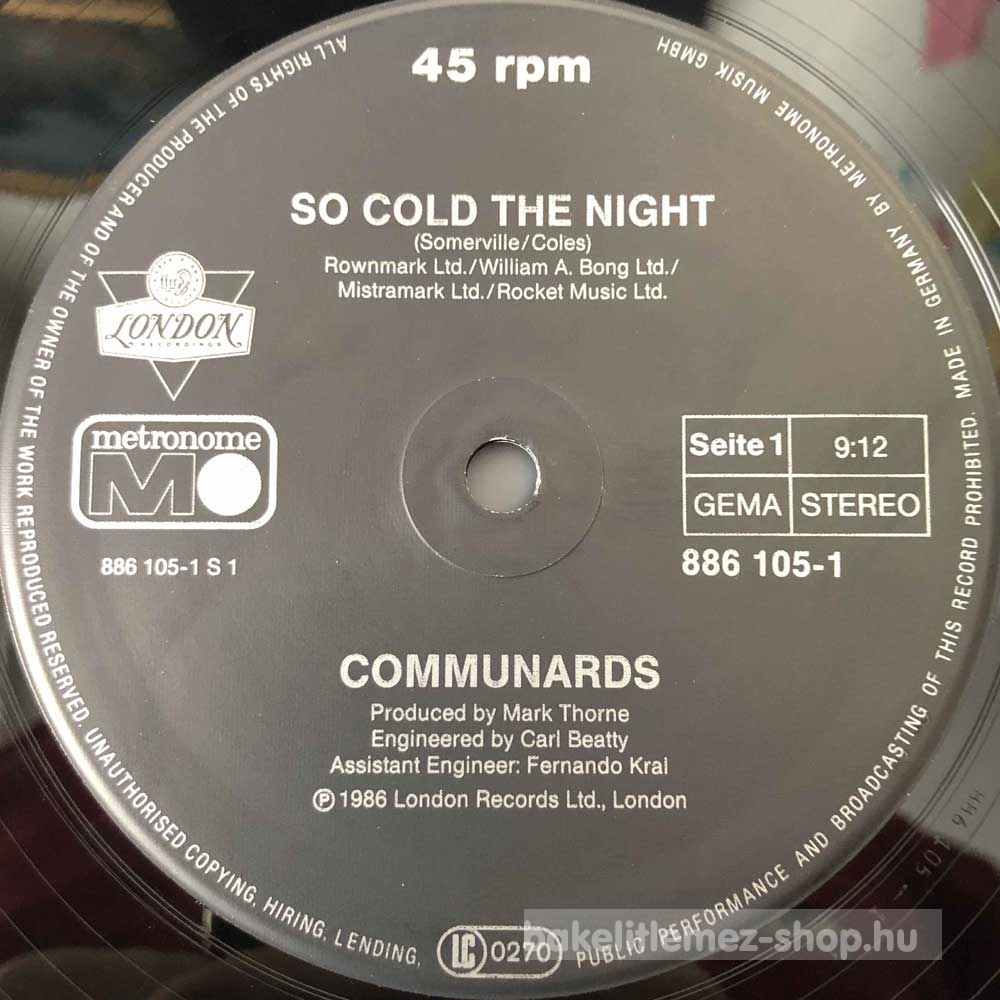 45 rpm
SO COLD THE NIGHT
(Somerville/Coles)
Rownmark Ltd./William A. Bong Ltd./
Mistramark Ltd./Rocket Music Ltd.
LONDON
RECORDINGS
metronome
886 105-1 S 1
Seite 1
9:12
GEMA
STEREO
886 105-1
COMMUNARDS
Produced by Mark Thorne
Engineered by Carl Beatty
Assistant Engineer: Fernando Kral
℗ 1986 London Records Ltd., London
ALL RIGHTS OF THE PRODUCER AND OF THE OWNER OF THE WORK REPRODUCED RESERVED. UNAUTHORISED COPYING, HIRING, LENDING, PUBLIC PERFORMANCE AND BROADCASTING OF THIS RECORD PROHIBITED. MADE IN GERMANY BY METRONOME MUSIK GMBH
LC 0270
bakelitlemez-shop.hu